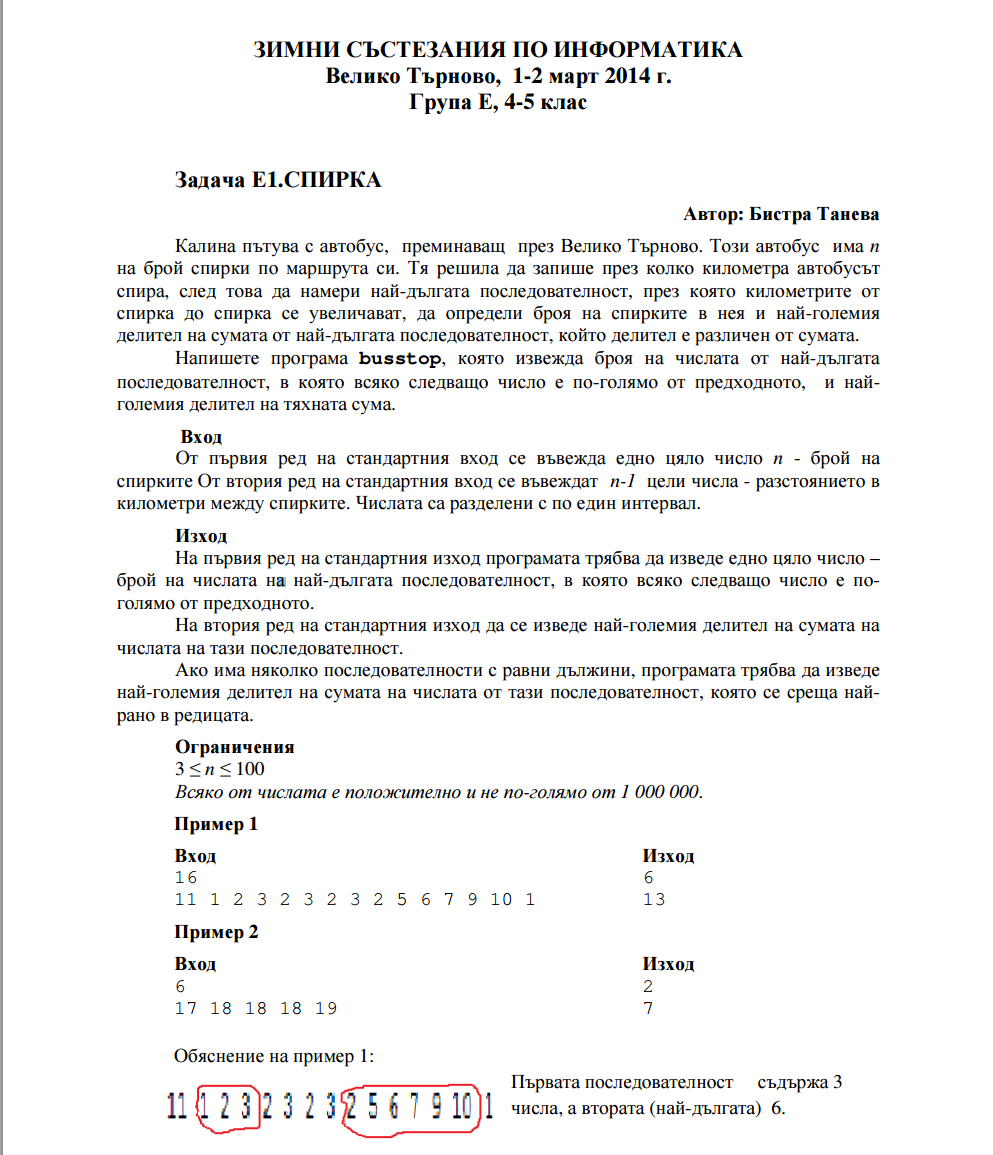 ЗИМНИ СЪСТЕЗАНИЯ ПО ИНФОРМАТИКА
Велико Търново, 1-2 март 2014 г.
Група Е, 4-5 клас
Задача Е1.СПИРКА
Автор: Бистра Танева
Калина пътува с автобус, преминаващ през Велико Търново. Този автобус има n
на брой спирки по маршрута си. Тя решила да запише през колко километра автобусът
спира, след това да намери най-дългата последователност, през която километрите от
спирка до спирка се увеличават, да определи броя на спирките в нея и най-големия
делител на сумата от най-дългата последователност, който делител е различен от сумата.
Напишете програма busstop, която извежда броя на числата от най-дългата
последователност, в която всяко следващо число е по-голямо от предходното, и най-
големия делител на тяхната сума.
Вход
От първия ред на стандартния вход се въвежда едно цяло число n - брой на
спирките От втория ред на стандартния вход се въвеждат n-1 цели числа - разстоянието в
километри между спирките. Числата са разделени с по един интервал.
Изход
На първия ред на стандартния изход програмата трябва да изведе едно цяло число –
брой на числата на най-дългата последователност, в която всяко следващо число е по-
голямо от предходното.
На втория ред на стандартния изход да се изведе най-големия делител на сумата на
числата на тази последователност.
Ако има няколко последователности с равни дължини, програмата трябва да изведе
най-големия делител на сумата на числата от тази последователност, която се среща най-
рано в редицата.
Ограничения
3 ≤ n ≤ 100
Всяко от числата е положително и не по-голямо от 1 000 000.
Пример 1
Вход Изход
16 6
11 1 2 3 2 3 2 3 2 5 6 7 9 10 1 13
Пример 2
Вход Изход
6 2
17 18 18 18 19 7
Обяснение на пример 1:
Първата последователност съдържа 3
11 1 2 3 2 3 2 3 2 5 6 7 9 10 1 числа, а втората (най-дългата) 6.